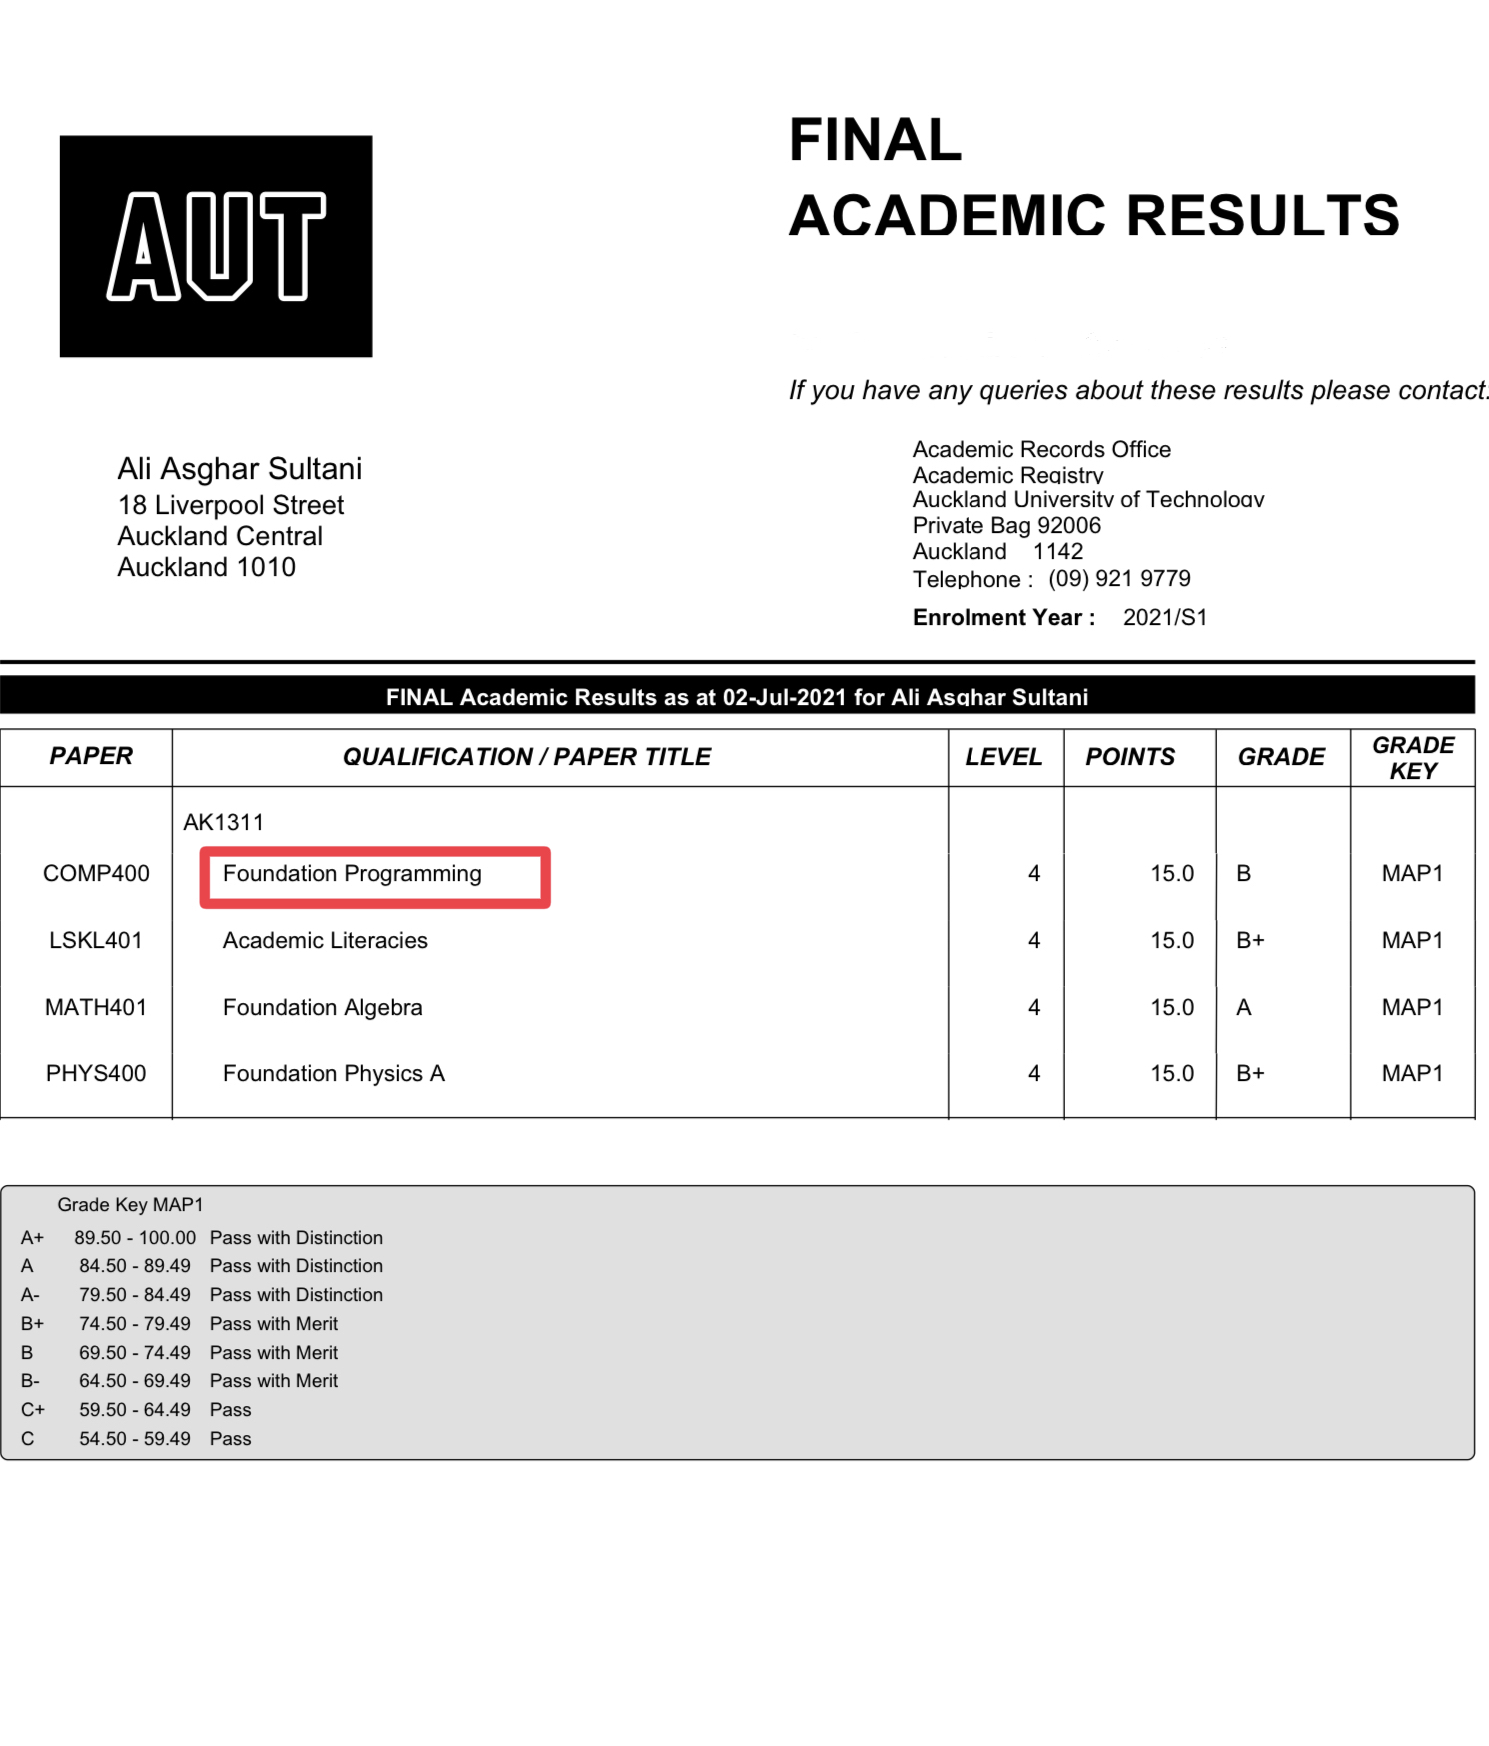 AUT
FINAL
ACADEMIC RESULTS
If you have any queries about these results please contact:
Ali Asghar Sultani
18 Liverpool Street
Auckland Central
Auckland 1010
Academic Records Office
Academic Registry
Auckland University of Technology
Private Bag 92006
Auckland 1142
Telephone : (09) 921 9779
Enrolment Year : 2021/S1
FINAL Academic Results as at 02-Jul-2021 for Ali Asghar Sultani
PAPER QUALIFICATION / PAPER TITLE LEVEL POINTS GRADE GRADE KEY
AK1311
COMP400 Foundation Programming 4 15.0 B MAP1
LSKL401 Academic Literacies 4 15.0 B+ MAP1
MATH401 Foundation Algebra 4 15.0 A MAP1
PHYS400 Foundation Physics A 4 15.0 B+ MAP1
Grade Key MAP1
A+ 89.50 - 100.00 Pass with Distinction
A 84.50 - 89.49 Pass with Distinction
A- 79.50 - 84.49 Pass with Distinction
B+ 74.50 - 79.49 Pass with Merit
B 69.50 - 74.49 Pass with Merit
B- 64.50 - 69.49 Pass with Merit
C+ 59.50 - 64.49 Pass
C 54.50 - 59.49 Pass